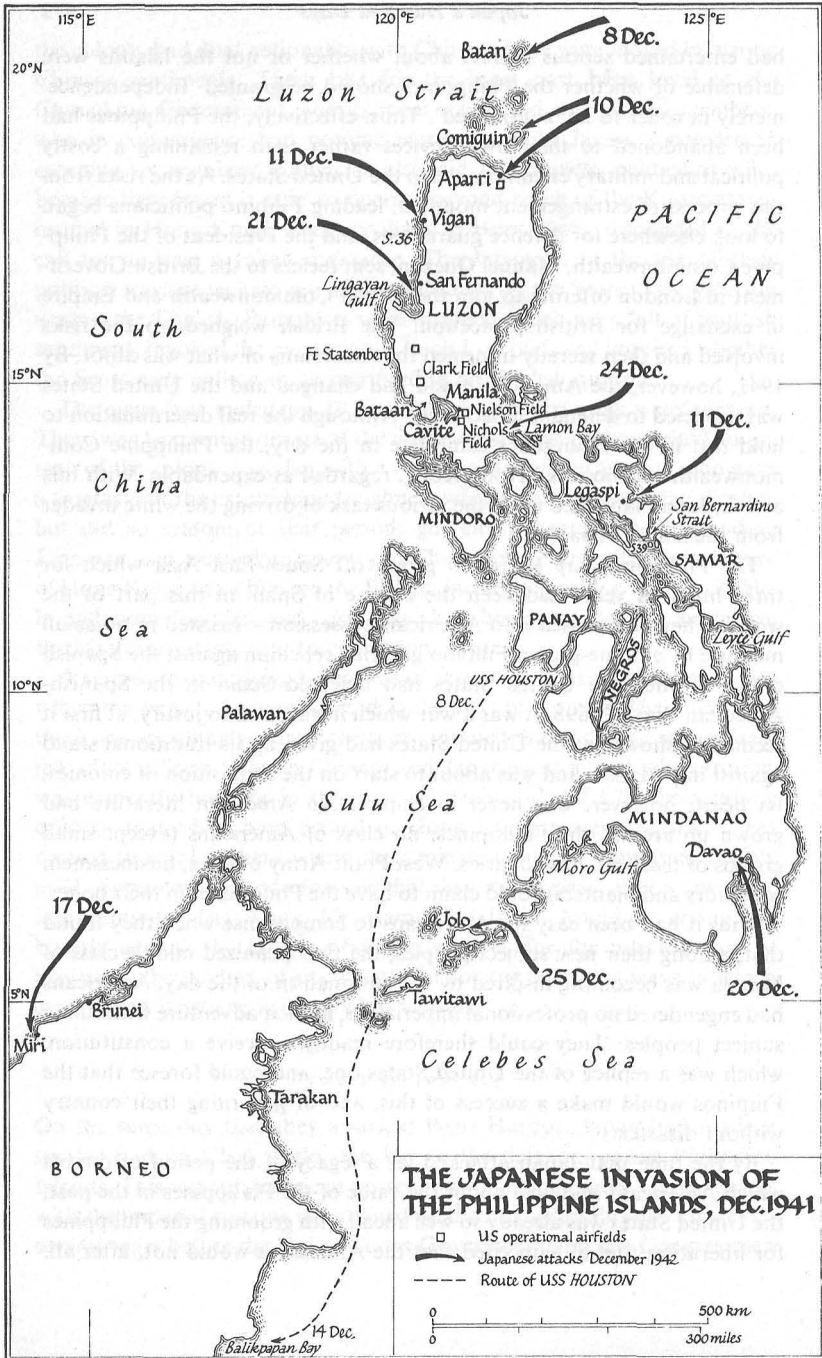 115°E
120°E
125°E
8 Dec.
Batan
20°N
Luzon Strait
10 Dec.
Comiguin
11 Dec.
Aparri
PACIFIC
OCEAN
21 Dec.
Vigan
S.36
San Fernando
Lingayan
Gulf
LUZON
South
Ft Statsenberg
Clark Field
15°N
24 Dec.
Manila
Bataan
Nielson Field
Cavite
Nichols
Field
Lamon Bay
11 Dec.
China
Legaspi
San Bernardino
Strait
MINDORO
S39
SAMAR
Sea
PANAY
Leyte Gulf
NEGROS
USS HOUSTON
10°N
8 Dec.
Palawan
Sulu Sea
MINDANAO
Davao
Moro Gulf
17 Dec.
Jolo
25 Dec.
20 Dec.
5°N
Brunei
Tawitawi
Miri
Celebes Sea
Tarakan
BORNEO
THE JAPANESE INVASION OF
THE PHILIPPINE ISLANDS, DEC.1941
US operational airfields
Japanese attacks December 1942
Route of USS HOUSTON
0 500 km
0 300 miles
14 Dec.
Balikpapan Bay